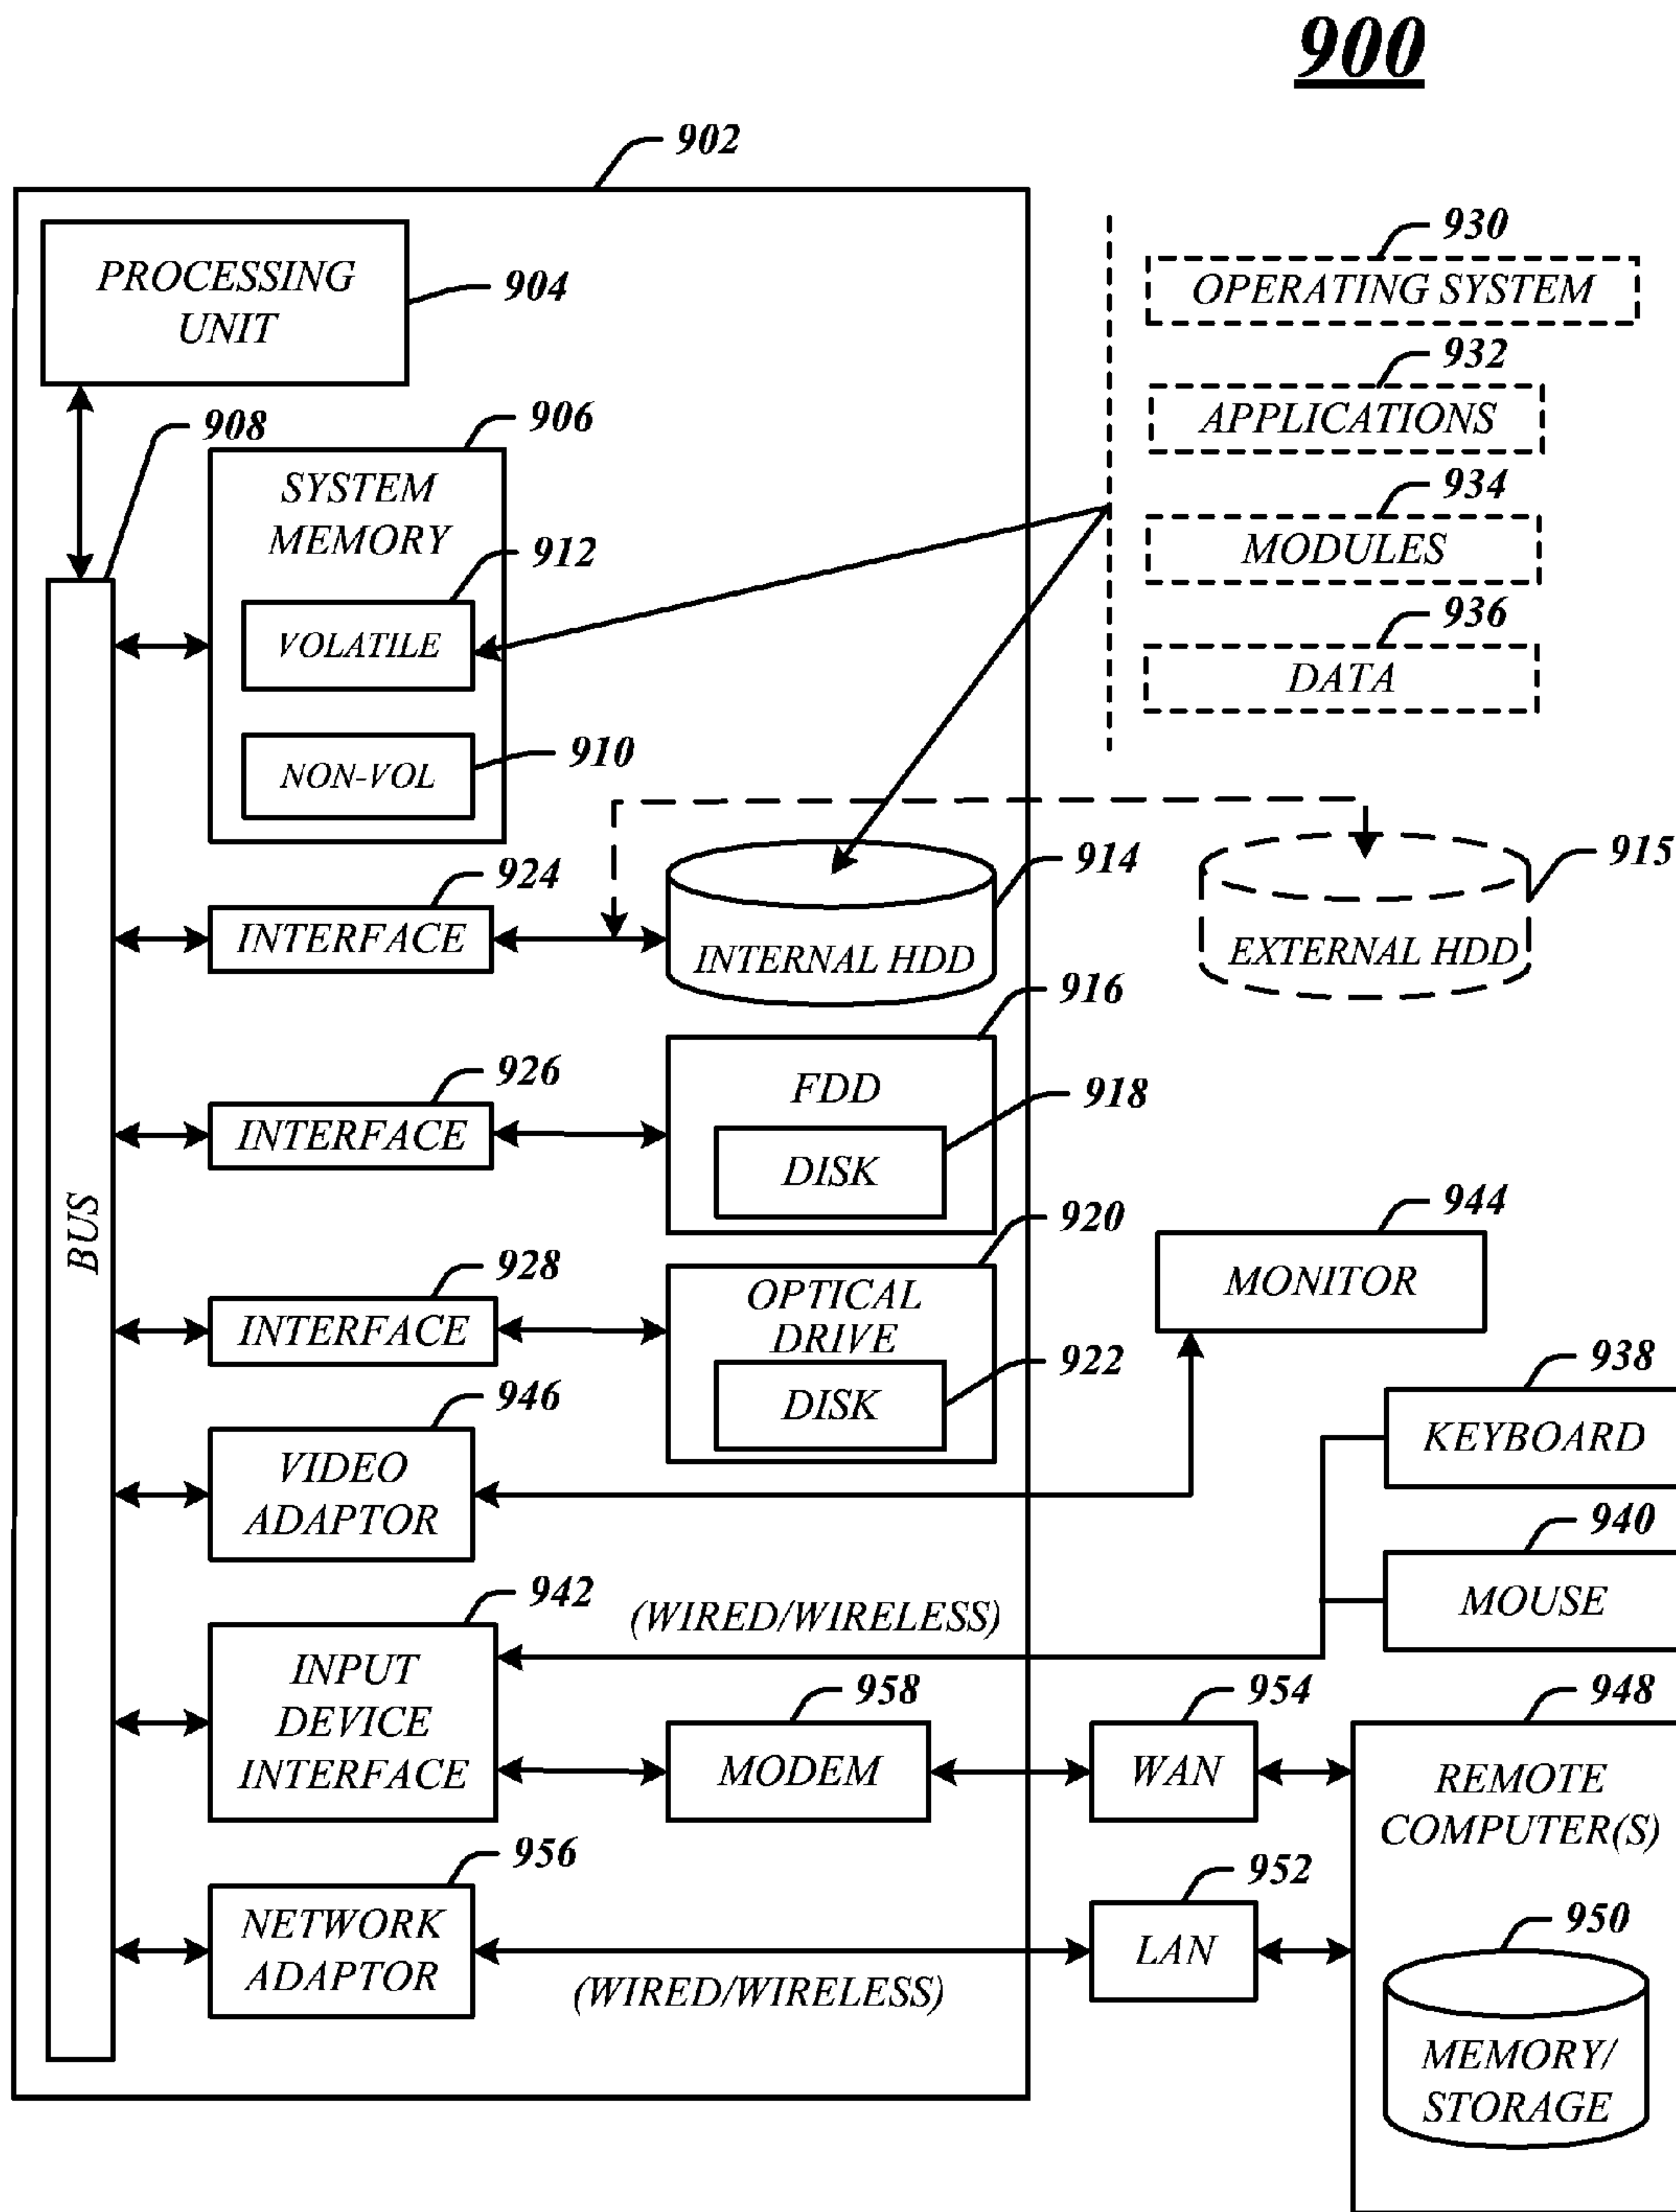 900
902
PROCESSING
UNIT
904
930
OPERATING SYSTEM
932
APPLICATIONS
934
MODULES
936
DATA
908
906
SYSTEM
MEMORY
912
VOLATILE
910
NON-VOL
BUS
924
INTERFACE
914
INTERNAL HDD
915
EXTERNAL HDD
926
INTERFACE
916
FDD
918
DISK
928
INTERFACE
920
OPTICAL
DRIVE
922
DISK
944
MONITOR
946
VIDEO
ADAPTOR
938
KEYBOARD
940
MOUSE
942
INPUT
DEVICE
INTERFACE
(WIRED/WIRELESS)
958
MODEM
954
WAN
948
REMOTE
COMPUTER(S)
956
NETWORK
ADAPTOR
(WIRED/WIRELESS)
952
LAN
950
MEMORY/
STORAGE